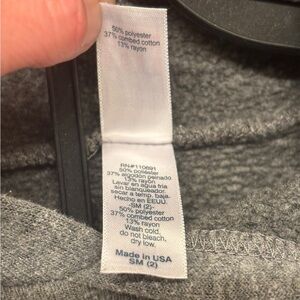 50% polyester
37% combed cotton
13% rayon
RN#110691
50% poliéster
37% algodón peinado
13% rayón
Lavar en agua fría
sin blanqueador.
secar a temp. baja.
Hecho en EEUU.
-SM (2)-
50% polyester
37% combed cotton
13% rayon
Wash cold,
do not bleach,
dry low.
Made in USA
SM (2)